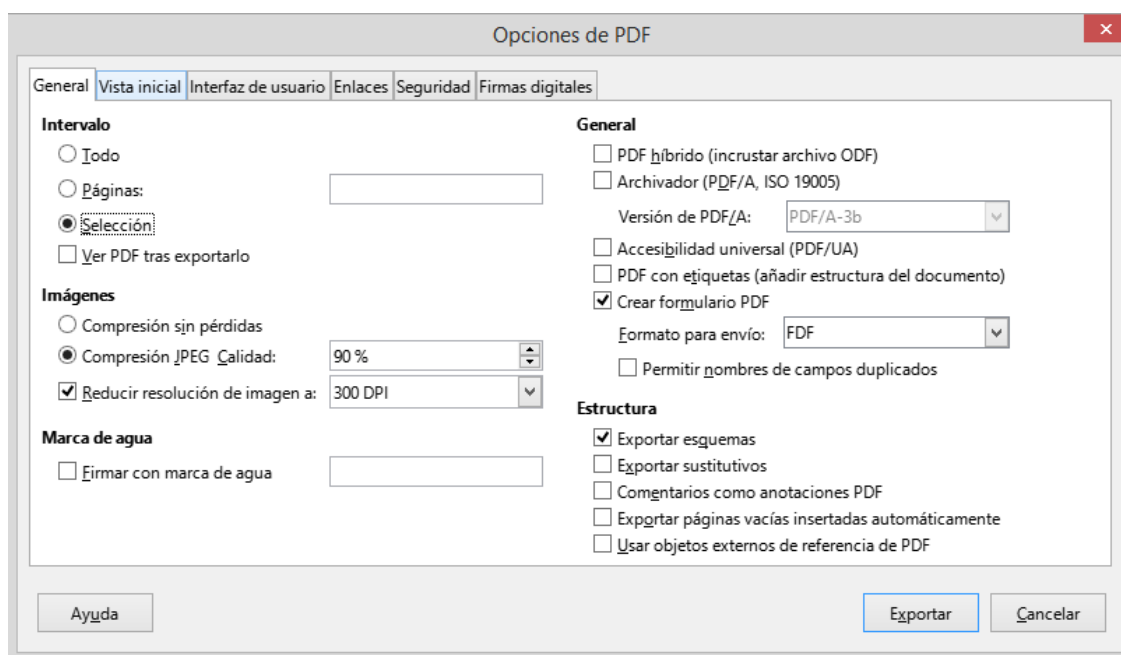 Opciones de PDF
General Vista inicial Interfaz de usuario Enlaces Seguridad Firmas digitales
Intervalo
Todo
Páginas:
Selección
Ver PDF tras exportarlo
Imágenes
Compresión sin pérdidas
Compresión JPEG Calidad: 90 %
Reducir resolución de imagen a: 300 DPI
Marca de agua
Firmar con marca de agua
General
PDF híbrido (incrustar archivo ODF)
Archivador (PDF/A, ISO 19005)
Versión de PDF/A: PDF/A-3b
Accesibilidad universal (PDF/UA)
PDF con etiquetas (añadir estructura del documento)
Crear formulario PDF
Formato para envío: FDF
Permitir nombres de campos duplicados
Estructura
Exportar esquemas
Exportar sustitutivos
Comentarios como anotaciones PDF
Exportar páginas vacías insertadas automáticamente
Usar objetos externos de referencia de PDF
Ayuda Exportar Cancelar